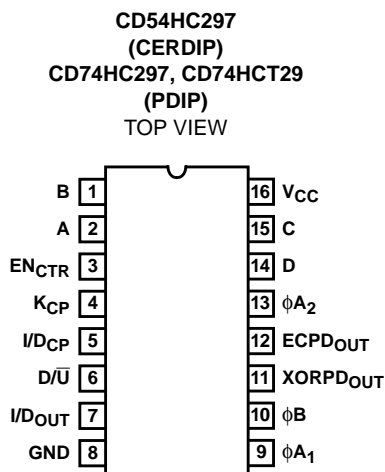 CD54HC297
(CERDIP)
CD74HC297, CD74HCT29
(PDIP)
TOP VIEW
B 1 16 VCC
A 2 15 C
ENCTR 3 14 D
KCP 4 13 ϕA2
I/DCP 5 12 ECPDOUT
D/U̅ 6 11 XORPDOUT
I/DOUT 7 10 ϕB
GND 8 9 ϕA1